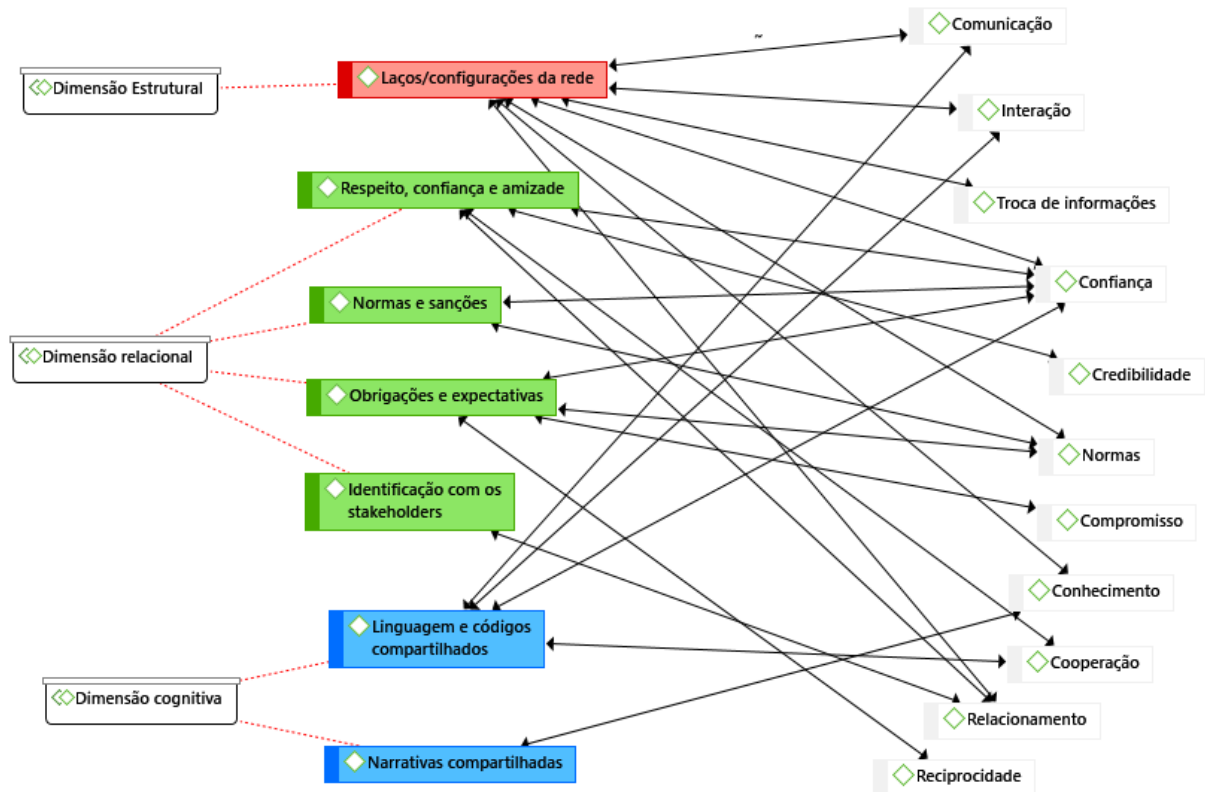 Dimensão Estrutural
Dimensão relacional
Dimensão cognitiva
Laços/configurações da rede
Respeito, confiança e amizade
Normas e sanções
Obrigações e expectativas
Identificação com os
stakeholders
Linguagem e códigos
compartilhados
Narrativas compartilhadas
~
Comunicação
Interação
Troca de informações
Confiança
Credibilidade
Normas
Compromisso
Conhecimento
Cooperação
Relacionamento
Reciprocidade